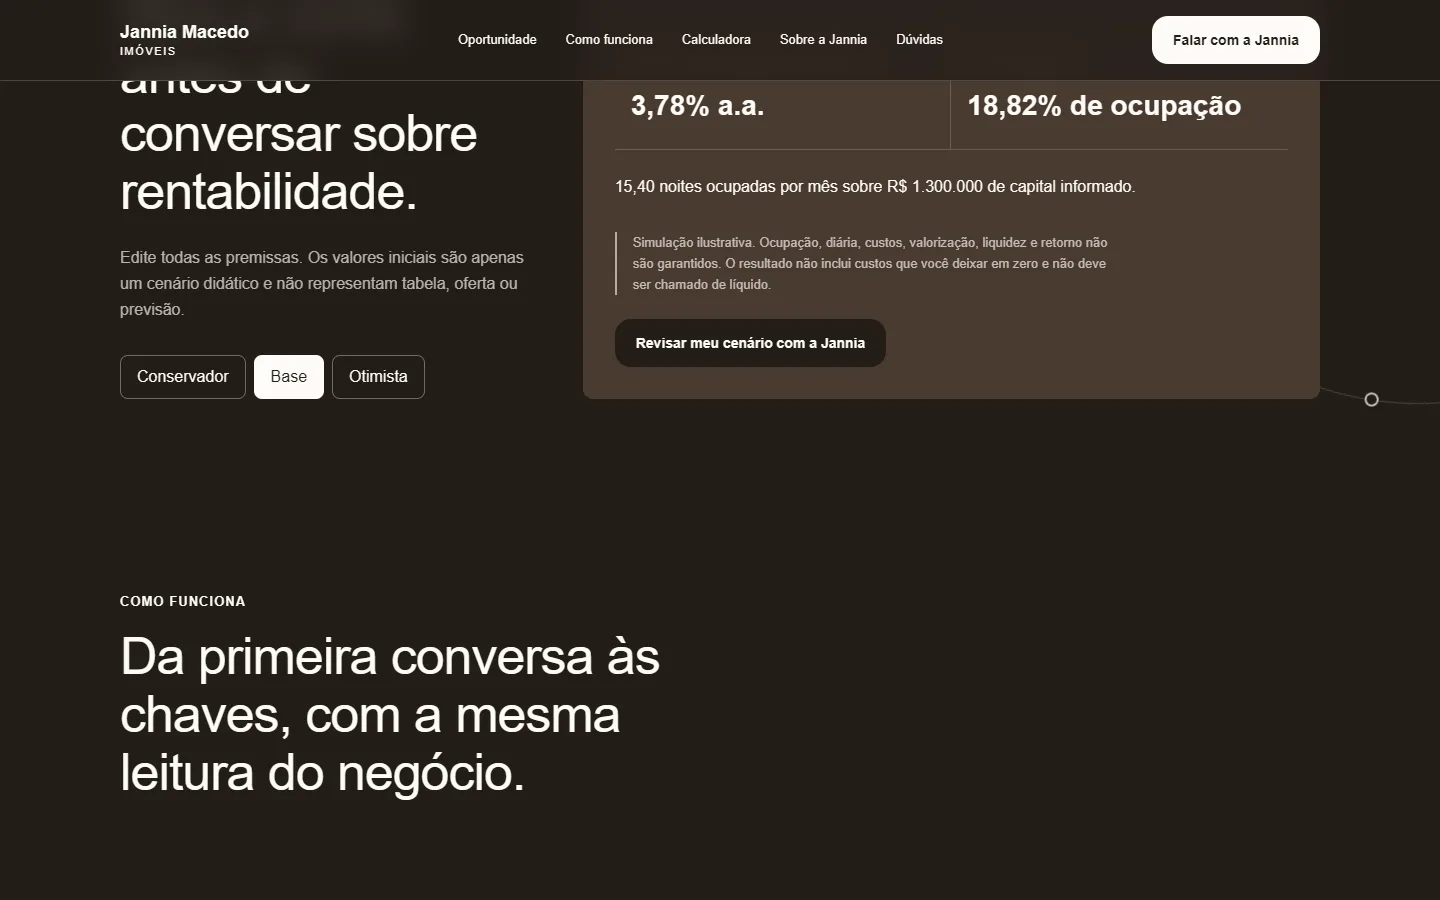 Jannia Macedo
IMÓVEIS
Oportunidade
Como funciona
Calculadora
Sobre a Jannia
Dúvidas
Falar com a Jannia
antes de
conversar sobre
rentabilidade.
Edite todas as premissas. Os valores iniciais são apenas
um cenário didático e não representam tabela, oferta ou
previsão.
Conservador
Base
Otimista
3,78% a.a.
18,82% de ocupação
15,40 noites ocupadas por mês sobre R$ 1.300.000 de capital informado.
Simulação ilustrativa. Ocupação, diária, custos, valorização, liquidez e retorno não
são garantidos. O resultado não inclui custos que você deixar em zero e não deve
ser chamado de líquido.
Revisar meu cenário com a Jannia
COMO FUNCIONA
Da primeira conversa às
chaves, com a mesma
leitura do negócio.